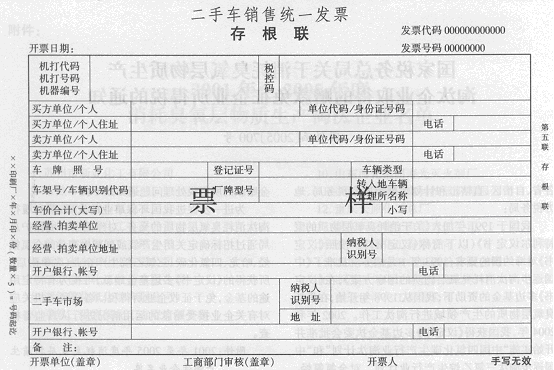 二手车销售统一发票
存根联
发票代码 000000000000
开票日期：
发票号码 00000000
机打代码
机打号码
机器编号
税控码
买方单位/个人
单位代码/身份证号码
买方单位/个人住址
电话
卖方单位/个人
单位代码/身份证号码
卖方单位/个人住址
电话
车牌照号
登记证号
车辆类型
车架号/车辆识别代码
厂牌型号
转入地车辆管理所名称
车价合计(大写)
小写
票样
经营、拍卖单位
经营、拍卖单位地址
纳税人识别号
开户银行、帐号
电话
二手车市场
纳税人识别号
地址
开户银行、帐号
电话
备 注：
开票单位(盖章)
工商部门审核(盖章)
开票人
手写无效
第五联 存根联